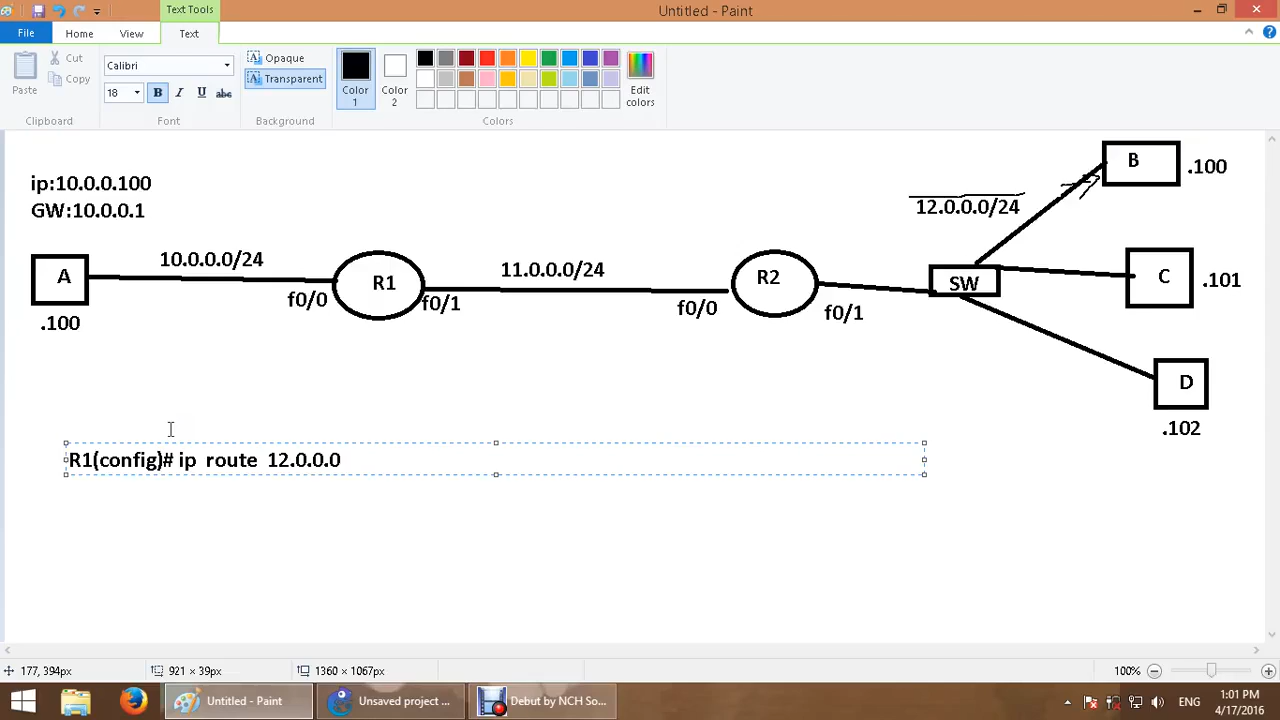 Text Tools
Untitled - Paint
File
Home
View
Text
Paste
Cut
Copy
Clipboard
Calibri
18
B
I
U
abc
Font
Opaque
Transparent
Background
Color 1
Color 2
Edit colors
Colors
ip:10.0.0.100
GW:10.0.0.1
A
.100
10.0.0.0/24
f0/0
R1
f0/1
11.0.0.0/24
f0/0
R2
f0/1
12.0.0.0/24
SW
B
.100
C
.101
D
.102
R1(config)# ip route 12.0.0.0
177, 394px
921 × 39px
1360 × 1067px
100%
Untitled - Paint
Unsaved project ...
Debut by NCH So...
ENG
1:01 PM
4/17/2016